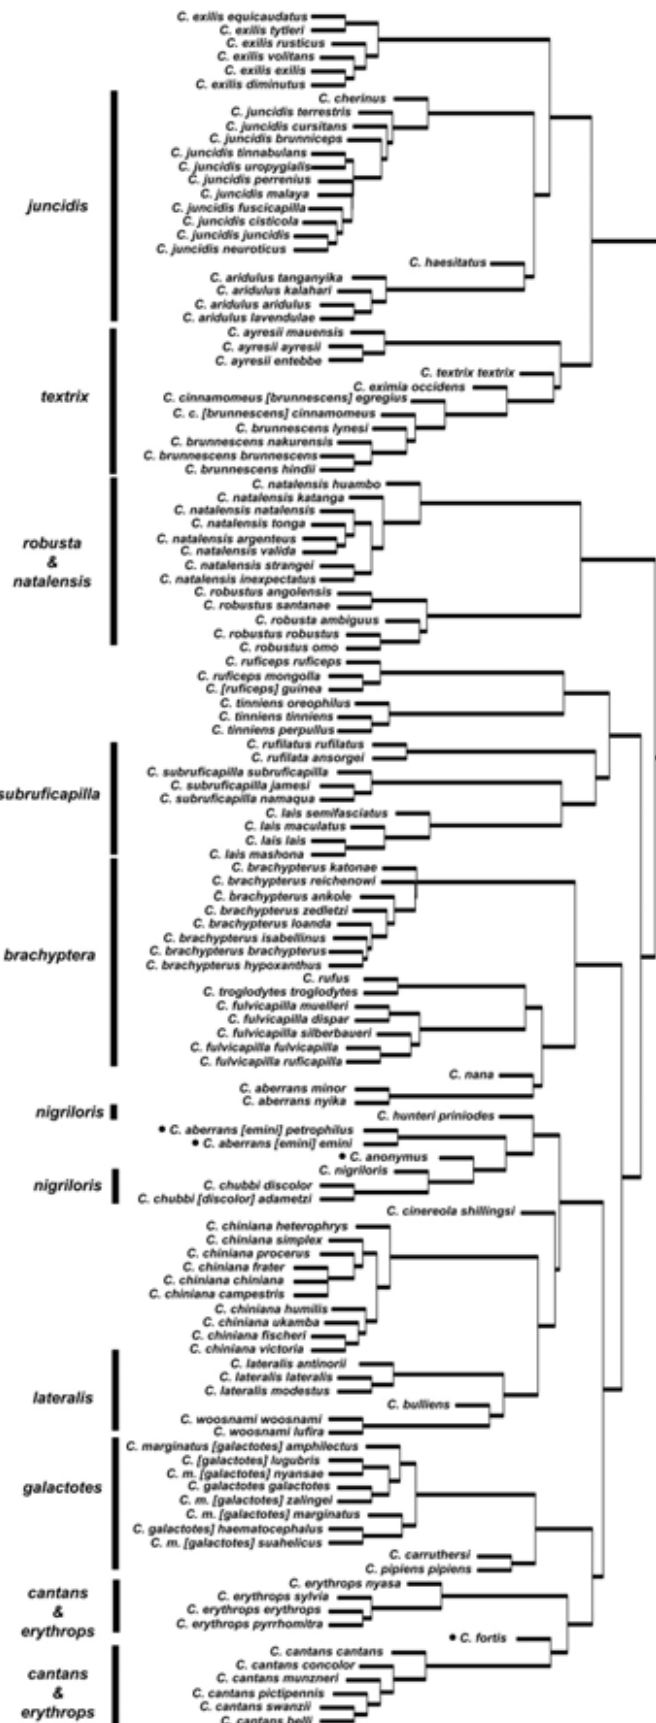 C. exilis equicaudatus
C. exilis tytleri
C. exilis rusticus
C. exilis volitans
C. exilis exilis
C. exilis diminutus
C. cherinus
C. juncidis terrestris
C. juncidis cursitans
C. juncidis brunniceps
C. juncidis tinnabulans
C. juncidis uropygialis
C. juncidis perrenius
C. juncidis malaya
juncidis
C. juncidis fuscicapilla
C. juncidis cisticola
C. juncidis juncidis
C. juncidis neuroticus
C. haesitatus
C. aridulus tanganyika
C. aridulus kalahari
C. aridulus aridulus
C. aridulus lavendulae
C. ayresii mauensis
C. ayresii ayresii
C. ayresii entebbe
C. textrix textrix
C. eximia occidens
textrix
C. cinnamomeus [brunnescens] egregius
C. c. [brunnescens] cinnamomeus
C. brunnescens lynesi
C. brunnescens nakurensis
C. brunnescens brunnescens
C. brunnescens hindii
C. natalensis huambo
C. natalensis katanga
C. natalensis natalensis
C. natalensis tonga
robusta
&
natalensis
C. natalensis argenteus
C. natalensis valida
C. natalensis strangei
C. natalensis inexpectatus
C. robustus angolensis
C. robustus santanae
C. robusta ambiguus
C. robustus robustus
C. robustus omo
C. ruficeps ruficeps
C. ruficeps mongolla
C. [ruficeps] guinea
C. tinniens oreophilus
C. tinniens tinniens
C. tinniens perpullus
C. rufilatus rufilatus
C. rufilata ansorgei
C. subruficapilla subruficapilla
C. subruficapilla jamesi
subruficapilla
C. subruficapilla namaqua
C. lais semifasciatus
C. lais maculatus
C. lais lais
C. lais mashona
C. brachypterus katonae
C. brachypterus reichenowi
C. brachypterus ankole
C. brachypterus zedletzi
C. brachypterus loanda
C. brachypterus isabellinus
brachyptera
C. brachypterus brachypterus
C. brachypterus hypoxanthus
C. rufus
C. troglodytes troglodytes
C. fulvicapilla muelleri
C. fulvicapilla dispar
C. fulvicapilla silberbaueri
C. fulvicapilla fulvicapilla
C. fulvicapilla ruficapilla
C. nana
C. aberrans minor
C. aberrans nyika
nigriloris
C. hunteri priniodes
• C. aberrans [emini] petrophilus
• C. aberrans [emini] emini
• C. anonymus
C. nigriloris
nigriloris
C. chubbi discolor
C. chubbi [discolor] adametzi
C. cinereola shillingsi
C. chiniana heterophrys
C. chiniana simplex
C. chiniana procerus
C. chiniana frater
C. chiniana chiniana
C. chiniana campestris
C. chiniana humilis
C. chiniana ukamba
C. chiniana fischeri
C. chiniana victoria
C. lateralis antinorii
C. lateralis lateralis
C. lateralis modestus
lateralis
C. bulliens
C. woosnami woosnami
C. woosnami lufira
C. marginatus [galactotes] amphilectus
C. [galactotes] lugubris
C. m. [galactotes] nyansae
galactotes
C. galactotes galactotes
C. m. [galactotes] zalingei
C. m. [galactotes] marginatus
C. galactotes] haematocephalus
C. m. [galactotes] suahelicus
C. carruthersi
C. pipiens pipiens
C. erythrops nyasa
cantans
&
erythrops
C. erythrops sylvia
C. erythrops erythrops
C. erythrops pyrrhomitra
• C. fortis
C. cantans cantans
C. cantans concolor
cantans
&
erythrops
C. cantans munzneri
C. cantans pictipennis
C. cantans swanzii
C. cantans belli